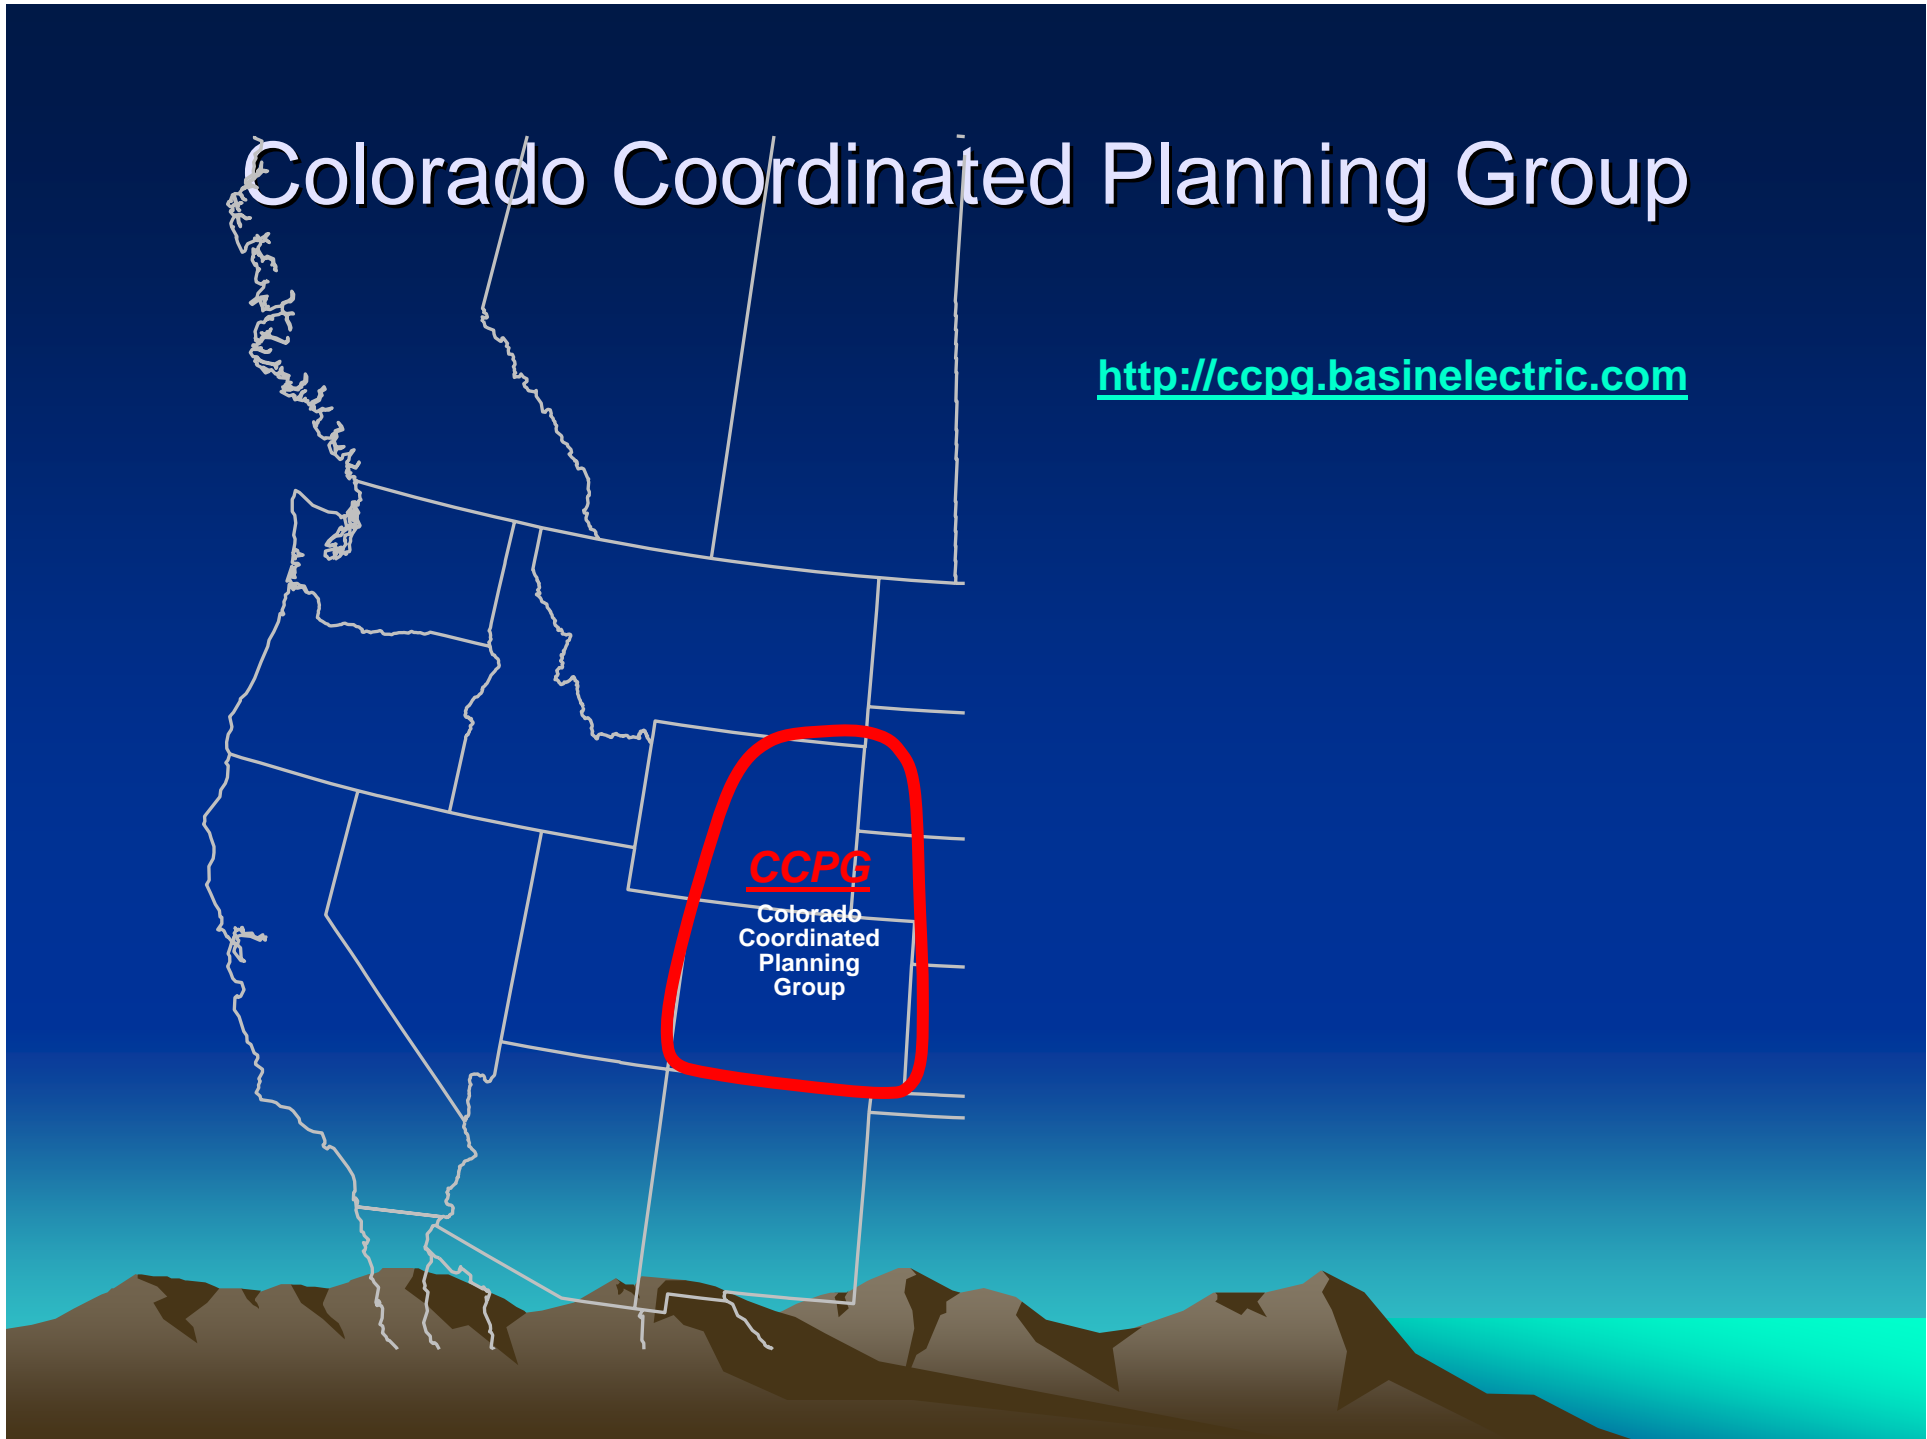 Colorado Coordinated Planning Group
http://ccpg.basinelectric.com
CCPG
Colorado
Coordinated
Planning
Group